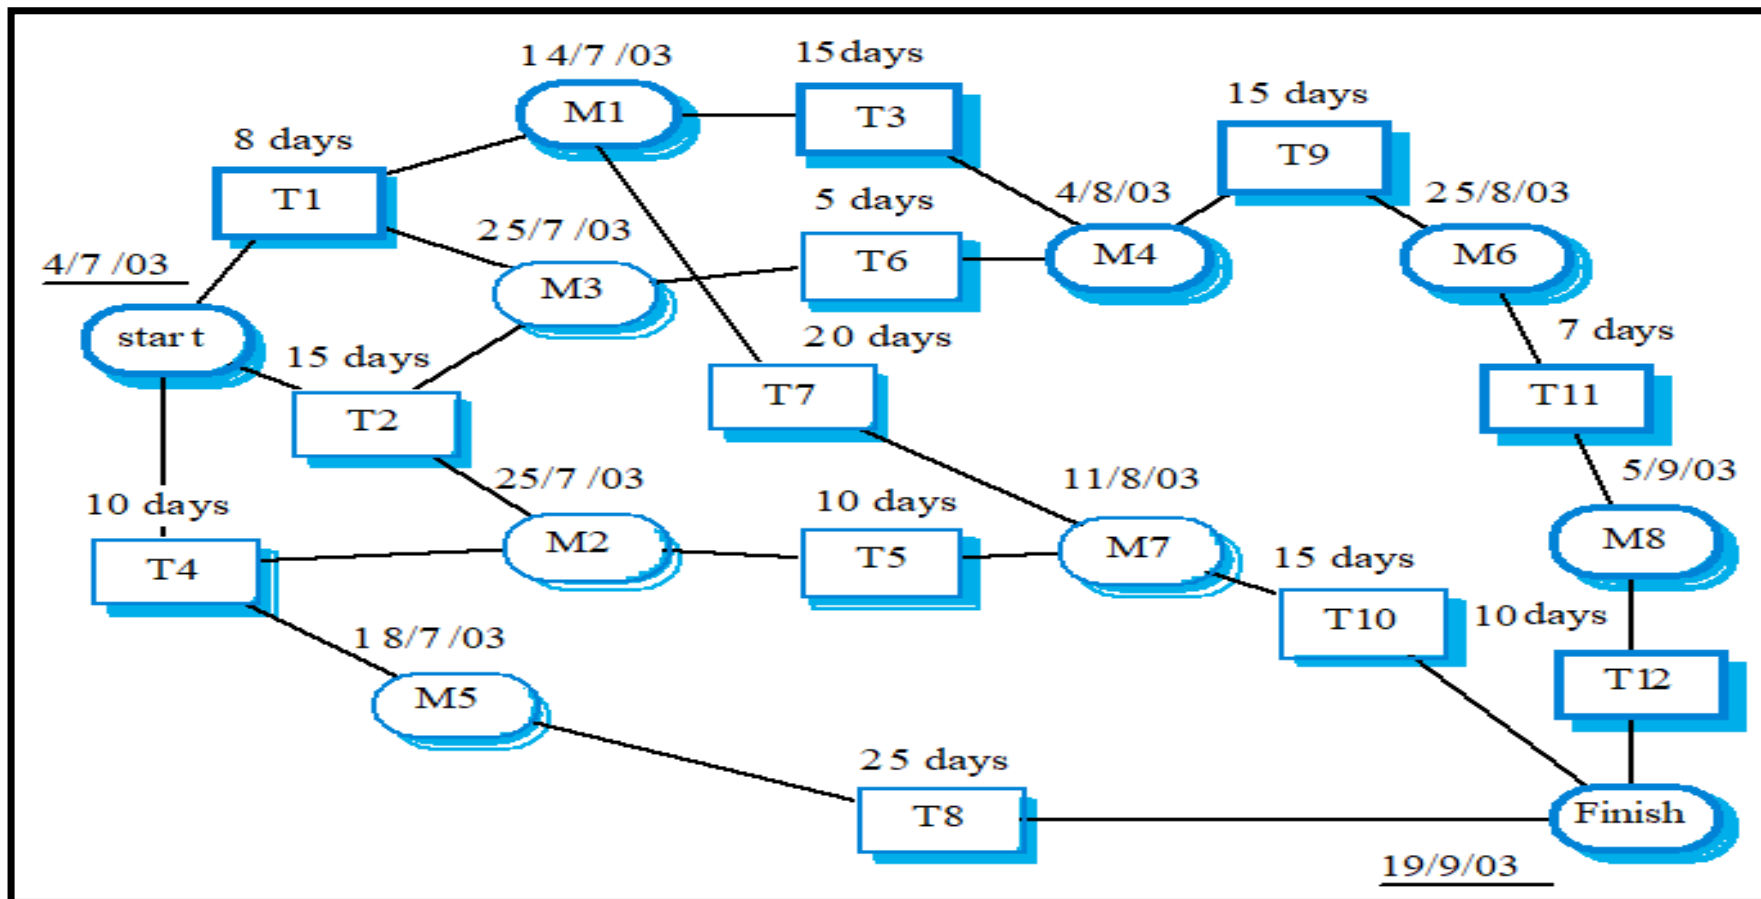 14/7/03
15days
M1
T3
15 days
8 days
T9
T1
5 days
4/8/03
25/8/03
25/7/03
M4
M6
4/7/03
M3
T6
start
15 days
20 days
7 days
T2
T7
T11
25/7/03
11/8/03
5/9/03
10 days
10 days
M2
T5
M7
M8
T4
15 days
18/7/03
T10
10days
M5
T12
25 days
T8
Finish
19/9/03